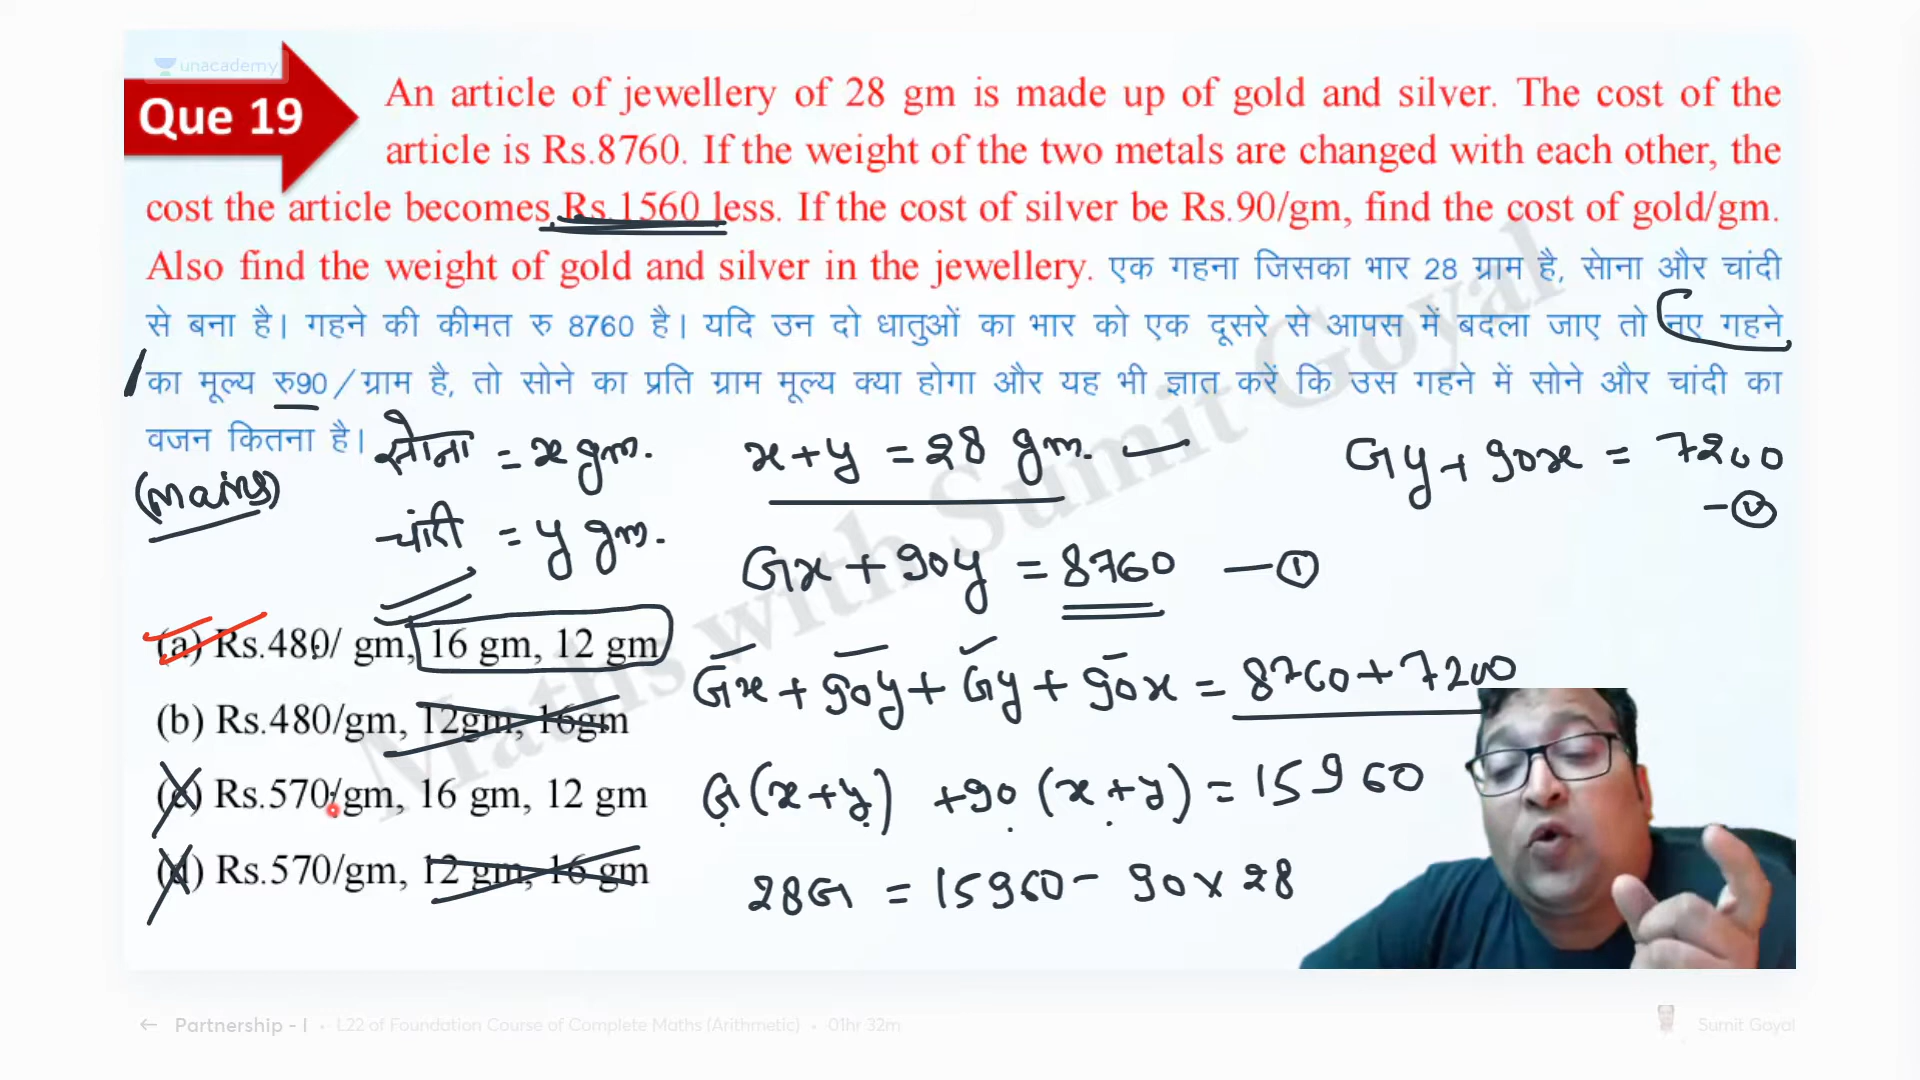 unacademy
Que 19
An article of jewellery of 28 gm is made up of gold and silver. The cost of the
article is Rs.8760. If the weight of the two metals are changed with each other, the
cost the article becomes Rs.1560 less. If the cost of silver be Rs.90/gm, find the cost of gold/gm.
Also find the weight of gold and silver in the jewellery. एक गहना जिसका भार 28 ग्राम है, सेाना और चांदी
से बना है। गहने की कीमत रु 8760 है। यदि उन दो धातुओं का भार को एक दूसरे से आपस में बदला जाए तो नए गहने
का मूल्य रु90/ग्राम है, तो सोने का प्रति ग्राम मूल्य क्या होगा और यह भी ज्ञात करें कि उस गहने में सोने और चांदी का
वजन कितना है।
(mains)
सोना = x gm.
चांदी = y gm.
x+y = 28 gm.
Gx + 90y = 8760 — ①
Gy + 90x = 7200
Gx + 90y + Gy + 90x = 8760 + 7200
G(x+y) + 90(x+y) = 15960
28G = 15960 - 90 x 28
(a) Rs.480/ gm, 16 gm, 12 gm
(b) Rs.480/gm, 12gm, 16gm
(c) Rs.570/gm, 16 gm, 12 gm
(d) Rs.570/gm, 12 gm, 16 gm
Maths with Sumit Goyal
← Partnership - I • L22 of Foundation Course of Complete Maths (Arithmetic) • 01hr 32m
Sumit Goyal